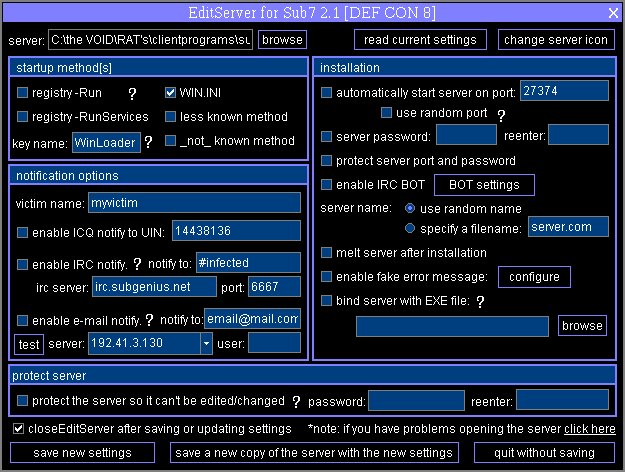 EditServer for Sub7 2.1 [DEF CON 8]
server: C:\the VOID\RAT's\clientprograms\su browse read current settings change server icon
startup method[s]
registry -Run ? WIN.INI
registry -RunServices less known method
key name: WinLoader ? _not_ known method
notification options
victim name: myvictim
enable ICQ notify to UIN: 14438136
enable IRC notify. ? notify to: #infected
irc server: irc.subgenius.net port: 6667
enable e-mail notify. ? notify to: email@mail.com
test server: 192.41.3.130 user:
installation
automatically start server on port: 27374
use random port ?
server password: reenter:
protect server port and password
enable IRC BOT BOT settings
server name: use random name
specify a filename: server.com
melt server after installation
enable fake error message: configure
bind server with EXE file: ?
browse
protect server
protect the server so it can't be edited/changed ? password: reenter:
closeEditServer after saving or updating settings *note: if you have problems opening the server click here
save new settings save a new copy of the server with the new settings quit without saving